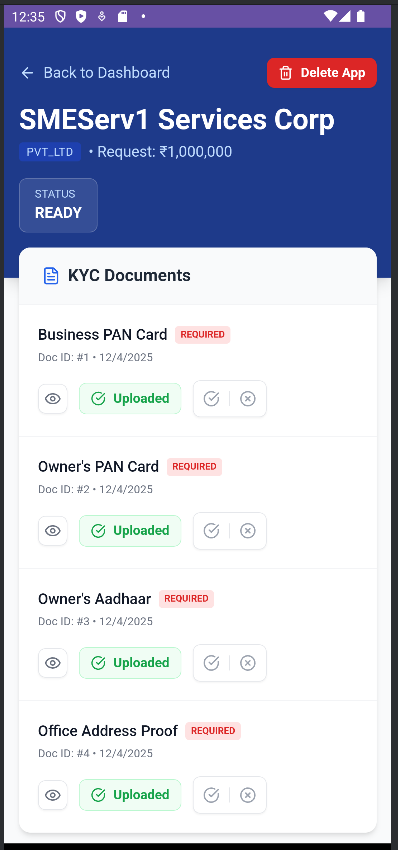 12:35
Back to Dashboard
Delete App
SMEServ1 Services Corp
PVT_LTD • Request: ₹1,000,000
STATUS
READY
KYC Documents
Business PAN Card REQUIRED
Doc ID: #1 • 12/4/2025
Uploaded
Owner's PAN Card REQUIRED
Doc ID: #2 • 12/4/2025
Uploaded
Owner's Aadhaar REQUIRED
Doc ID: #3 • 12/4/2025
Uploaded
Office Address Proof REQUIRED
Doc ID: #4 • 12/4/2025
Uploaded